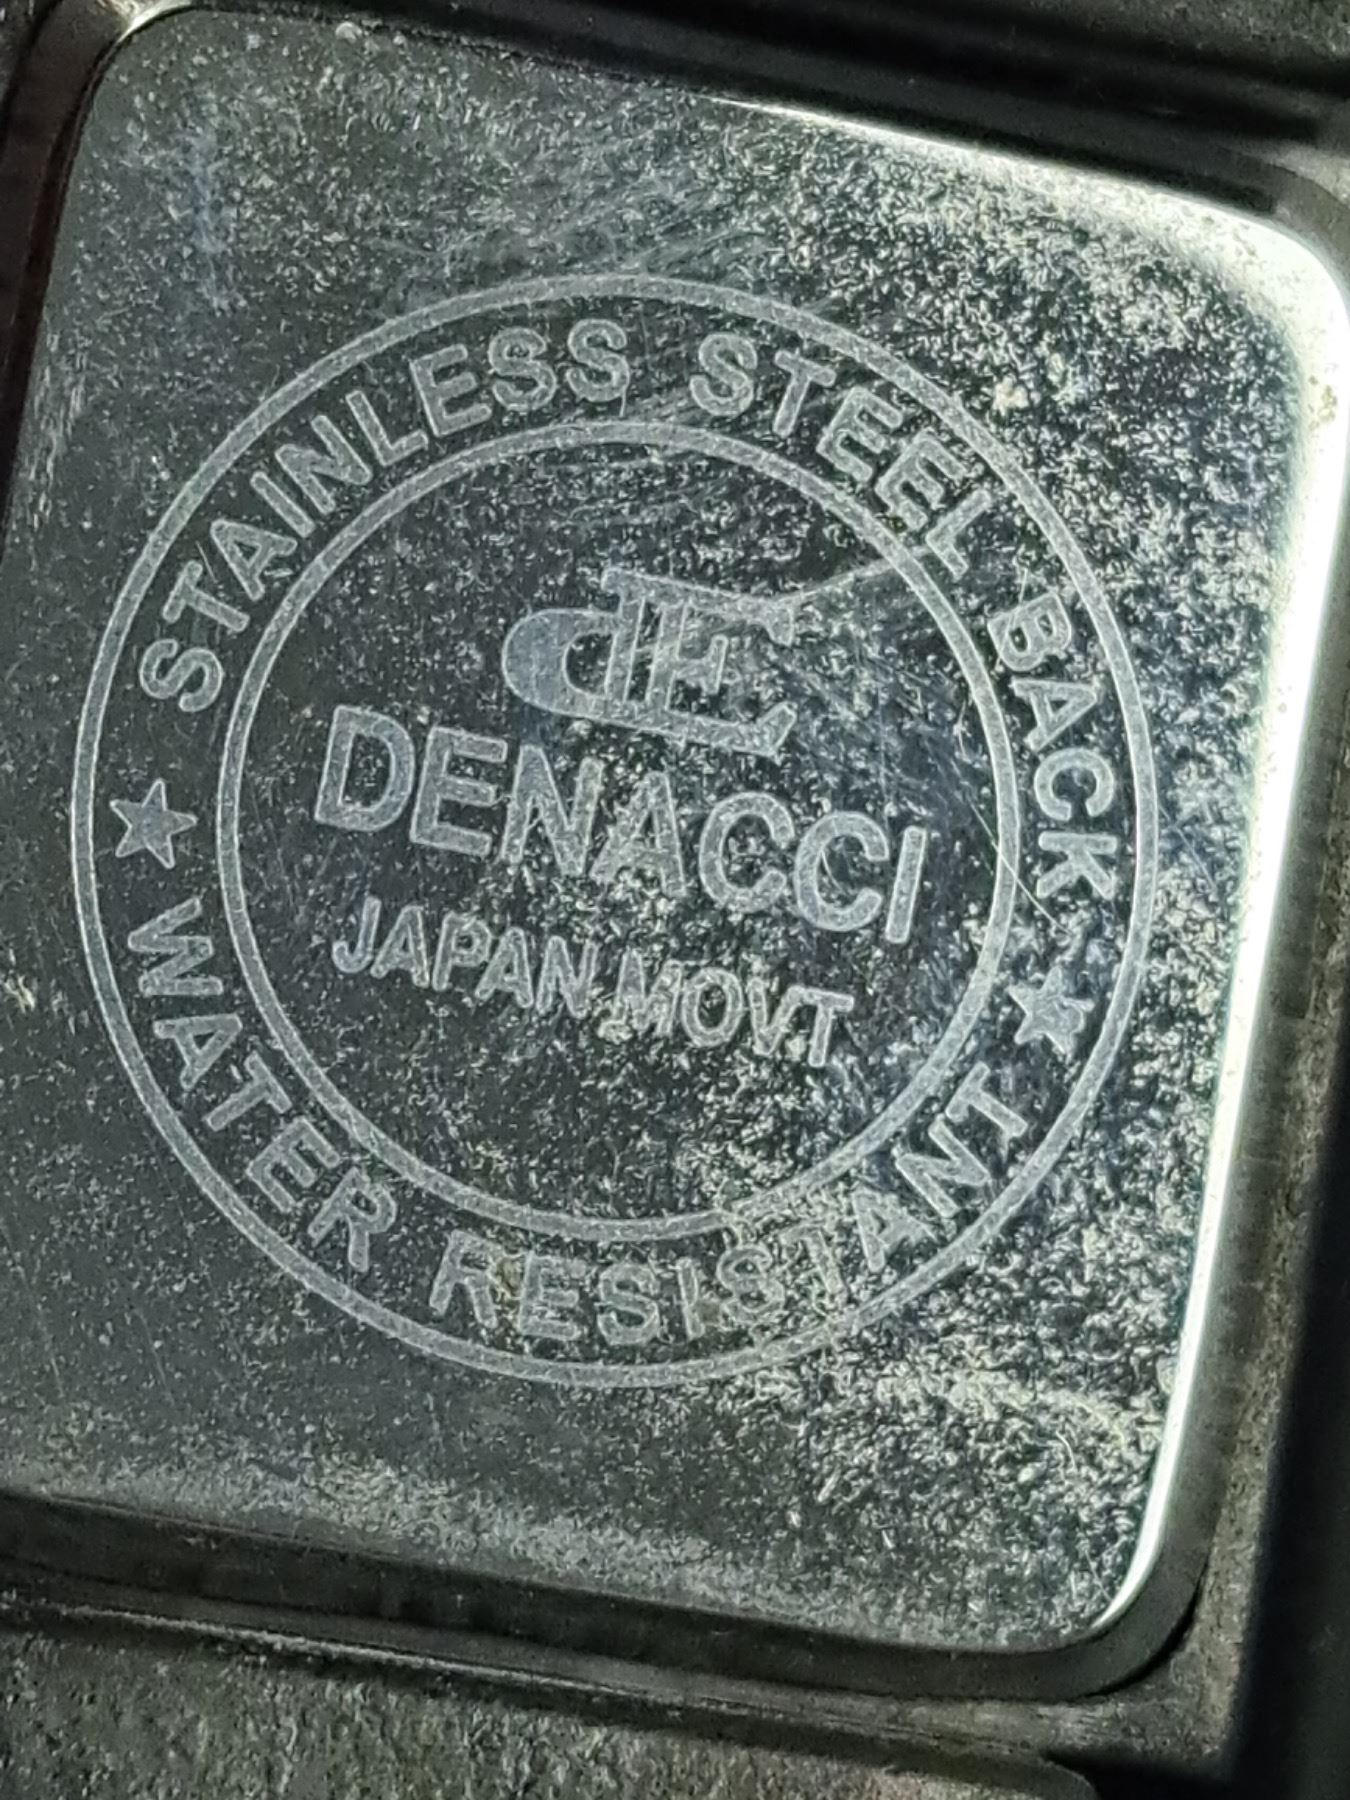 STAINLESS STEEL BACK
DE
DENACCI
JAPAN MOVT
WATER RESISTANT